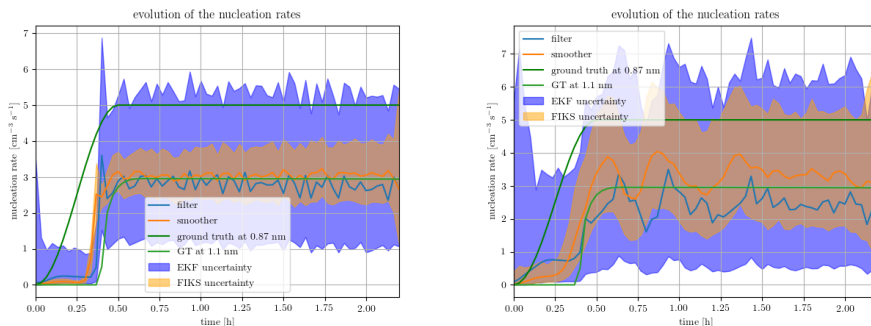 evolution of the nucleation rates
nucleation rate [cm⁻³ s⁻¹]
7
6
5
4
3
2
1
0
filter
smoother
ground truth at 0.87 nm
GT at 1.1 nm
EKF uncertainty
FIKS uncertainty
0.00 0.25 0.50 0.75 1.00 1.25 1.50 1.75 2.00
time [h]
evolution of the nucleation rates
nucleation rate [cm⁻³ s⁻¹]
7
6
5
4
3
2
1
0
filter
smoother
ground truth at 0.87 nm
GT at 1.1 nm
EKF uncertainty
FIKS uncertainty
0.00 0.25 0.50 0.75 1.00 1.25 1.50 1.75 2.00
time [h]